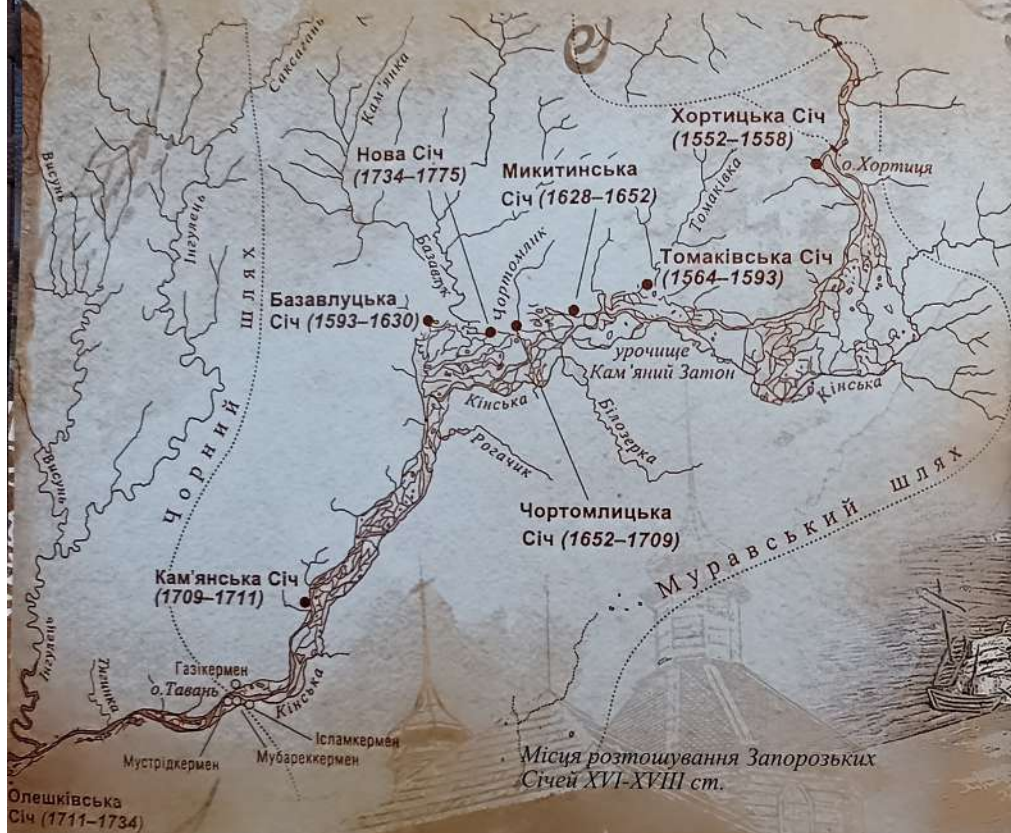 Саксагань
Кам'янка
Висунь
Інгулець
Чорний шлях
Нова Січ
(1734–1775)
Микитинська
Січ (1628–1652)
Хортицька Січ
(1552–1558)
о.Хортиця
Томаківка
Базавлук
Чортомлик
Томаківська Січ
(1564–1593)
Базавлуцька
Січ (1593–1630)
урочище
Кам'яний Затон
Кінська
Кінська
Білозерка
Рогачик
Висунь
Чортомлицька
Січ (1652–1709)
Муравський шлях
Кам'янська Січ
(1709–1711)
Інгулець
Тягинка
Газікермен
о.Тавань
Кінська
Ісламкермен
Мустрідкермен
Мубареккермен
Місця розтошування Запорозьких
Січей XVI-XVIII ст.
Олешківська
Січ (1711–1734)